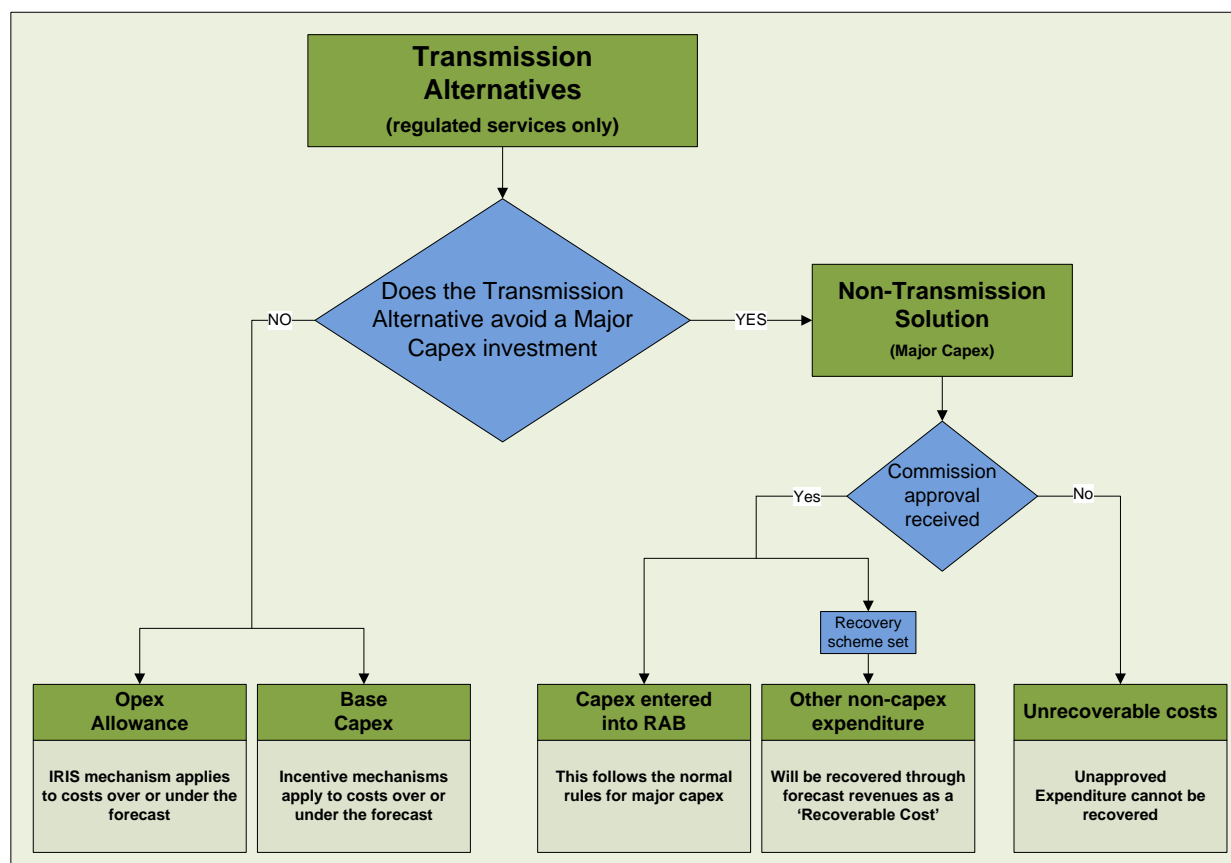 Transmission
Alternatives
(regulated services only)
Does the Transmission
Alternative avoid a Major
Capex investment
NO
YES
Non-Transmission
Solution
(Major Capex)
Commission
approval
received
Yes
No
Recovery
scheme set
Opex
Allowance
IRIS mechanism applies
to costs over or under the
forecast
Base
Capex
Incentive mechanisms
apply to costs over or
under the forecast
Capex entered
into RAB
This follows the normal
rules for major capex
Other non-capex
expenditure
Will be recovered through
forecast revenues as a
‘Recoverable Cost’
Unrecoverable costs
Unapproved
Expenditure cannot be
recovered